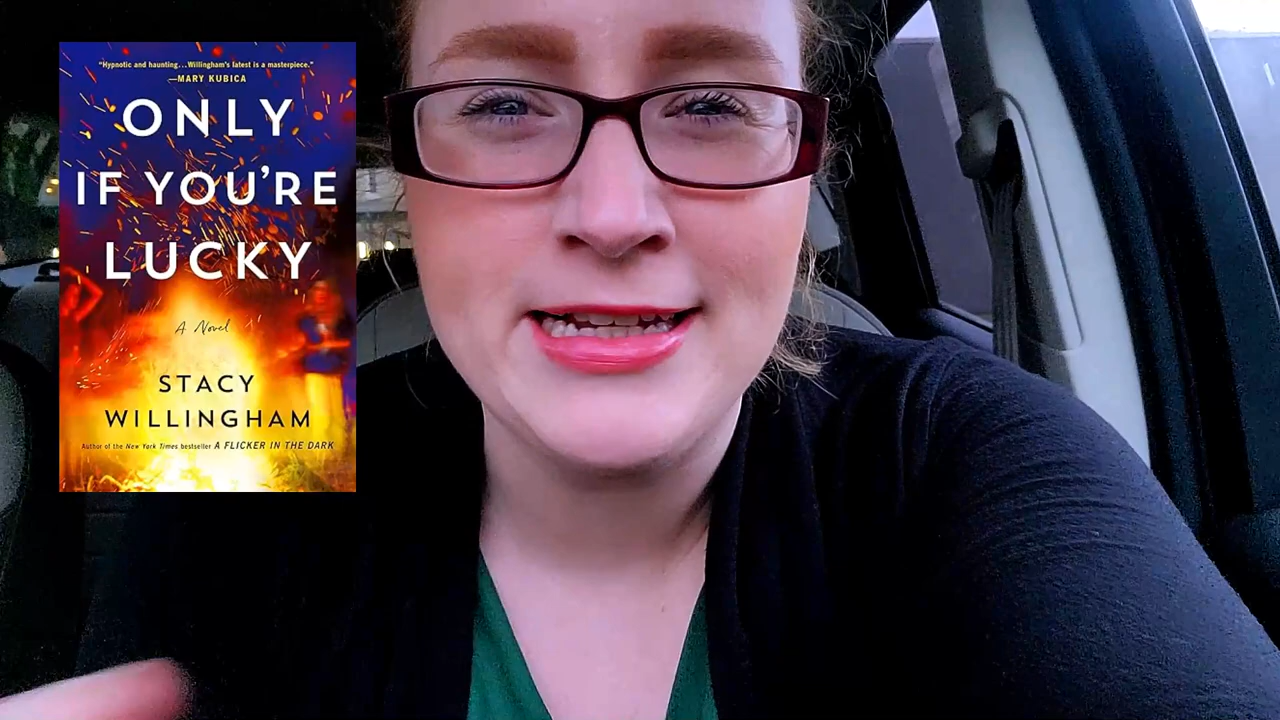 "Hypnotic and haunting...Willingham's latest is a masterpiece."
—MARY KUBICA
ONLY
IF YOU'RE
LUCKY
A Novel
STACY
WILLINGHAM
Author of the New York Times bestseller A FLICKER IN THE DARK